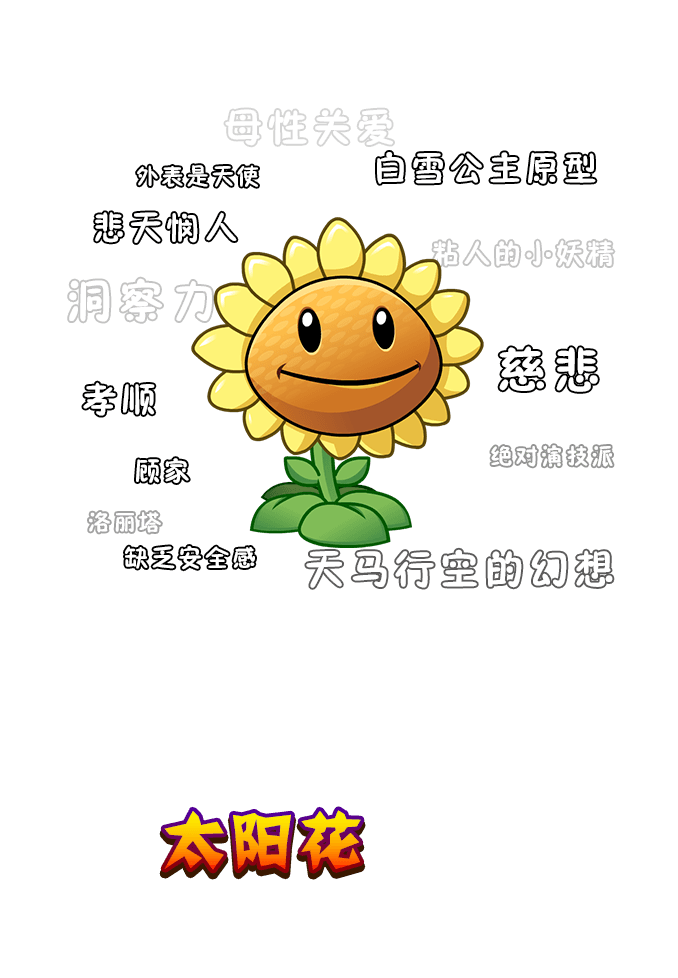 母性关爱
外表是天使
白雪公主原型
悲天悯人
粘人的小妖精
洞察力
慈悲
孝顺
绝对演技派
顾家
洛丽塔
缺乏安全感
天马行空的幻想
太阳花